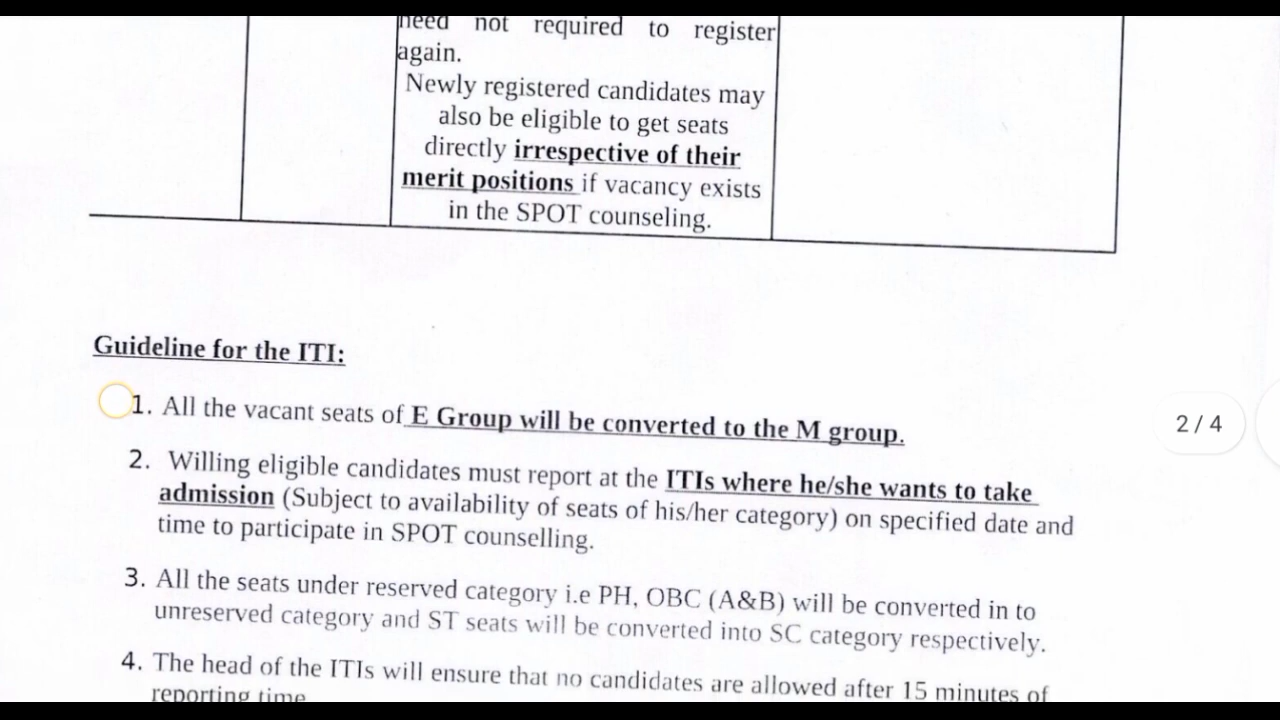 need not required to register
again.
Newly registered candidates may
also be eligible to get seats
directly irrespective of their
merit positions if vacancy exists
in the SPOT counseling.
Guideline for the ITI:
1. All the vacant seats of E Group will be converted to the M group.
2. Willing eligible candidates must report at the ITIs where he/she wants to take
admission (Subject to availability of seats of his/her category) on specified date and
time to participate in SPOT counselling.
2 / 4
3. All the seats under reserved category i.e PH, OBC (A&B) will be converted in to
unreserved category and ST seats will be converted into SC category respectively.
4. The head of the ITIs will ensure that no candidates are allowed after 15 minutes of
reporting time